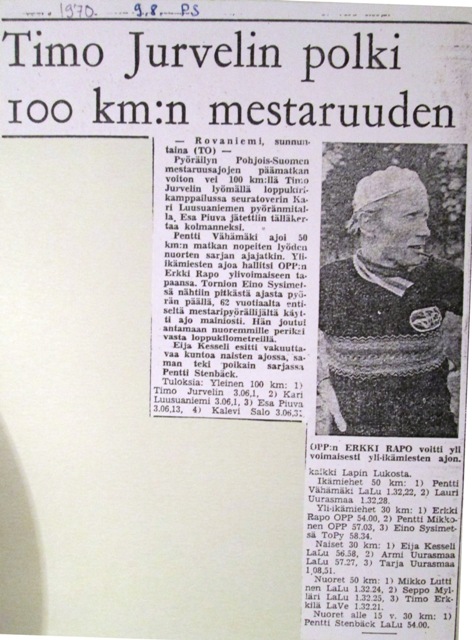 1970 9.8. PS
Timo Jurvelin polki
100 km:n mestaruuden
— Rovaniemi, sunnun-
taina (TO) —
Pyöräilyn Pohjois-Suomen
mestaruusajojen päämatkan
voiton vei 100 km:llä Timo
Jurvelin lyömällä loppukiri-
kamppailussa seuratoverin Ka-
ri Luusuaniemen pyöränmital-
la, Esa Piuva jätettiin tälläker-
taa kolmanneksi.
Pentti Vähämäki ajoi 50
km:n matkan nopeiten lyöden
nuorten sarjan ajajatkin. Yli-
ikämiesten ajoa hallitsi OPP:n
Erkki Rapo ylivoimaiseen ta-
paansa. Tornion Eino Sysimet-
sä nähtiin pitkästä ajasta pyö-
rän päällä, 62 vuotiaalta enti-
seltä mestaripyöräilijältä käyt-
ti ajo mainiosti. Hän joutui
antamaan nuoremmille periksi
vasta loppukilometreillä.
Eija Kesseli esitti vakuutta-
vaa kuntoa naisten ajossa, sa-
man teki poikain sarjassa
Pentti Stenbäck.
Tuloksia: Yleinen 100 km: 1)
Timo Jurvelin 3.06,1, 2) Kari
Luusuaniemi 3.06,1, 3) Esa Piuva
3.06,13, 4) Kalevi Salo
OPP:n ERKKI RAPO voitti yli
voimaisesti yli-ikämiesten ajon.
kaikki Lapin Lukosta.
Ikämiehet 50 km: 1) Pentti
Vähämäki LaLu 1.32,22, 2) Lauri
Uurasmaa 1.32,28.
Yli-ikämiehet 30 km: 1) Erkki
Rapo OPP 54.00, 2) Pentti Mikko-
nen OPP 57.03, 3) Eino Sysimet-
sä ToPy 58.34.
Naiset 30 km: 1) Eija Kesseli
LaLu 56.58, 2) Armi Uurasmaa
LaLu 57.27, 3) Tarja Uurasmaa
1,08,51.
Nuoret 50 km: 1) Mikko Lutti
nen LaLu 1.32.24, 2) Seppo Myl-
läri LaLu 1.32.25, 3) Timo Erk-
kilä LaVe 1.32.21.
Nuoret alle 15 v. 30 km: 1)
Pentti Stenbäck LaLu 54.00.